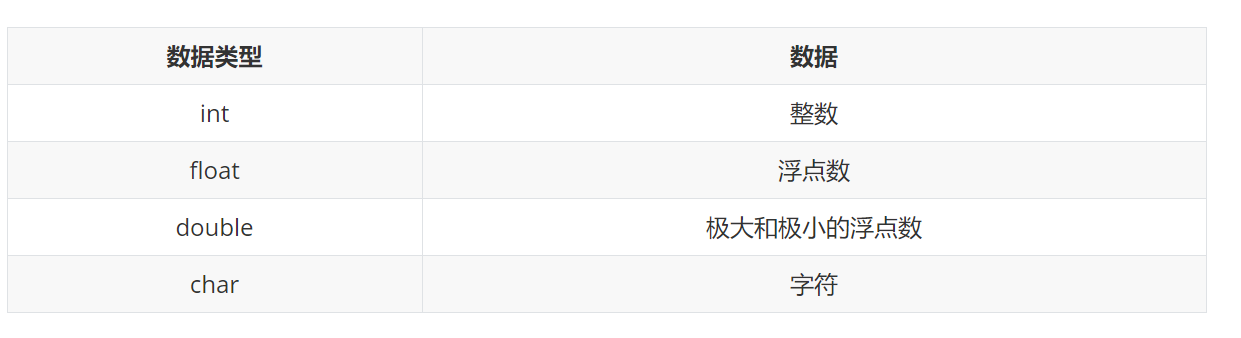 数据类型 数据
int 整数
float 浮点数
double 极大和极小的浮点数
char 字符